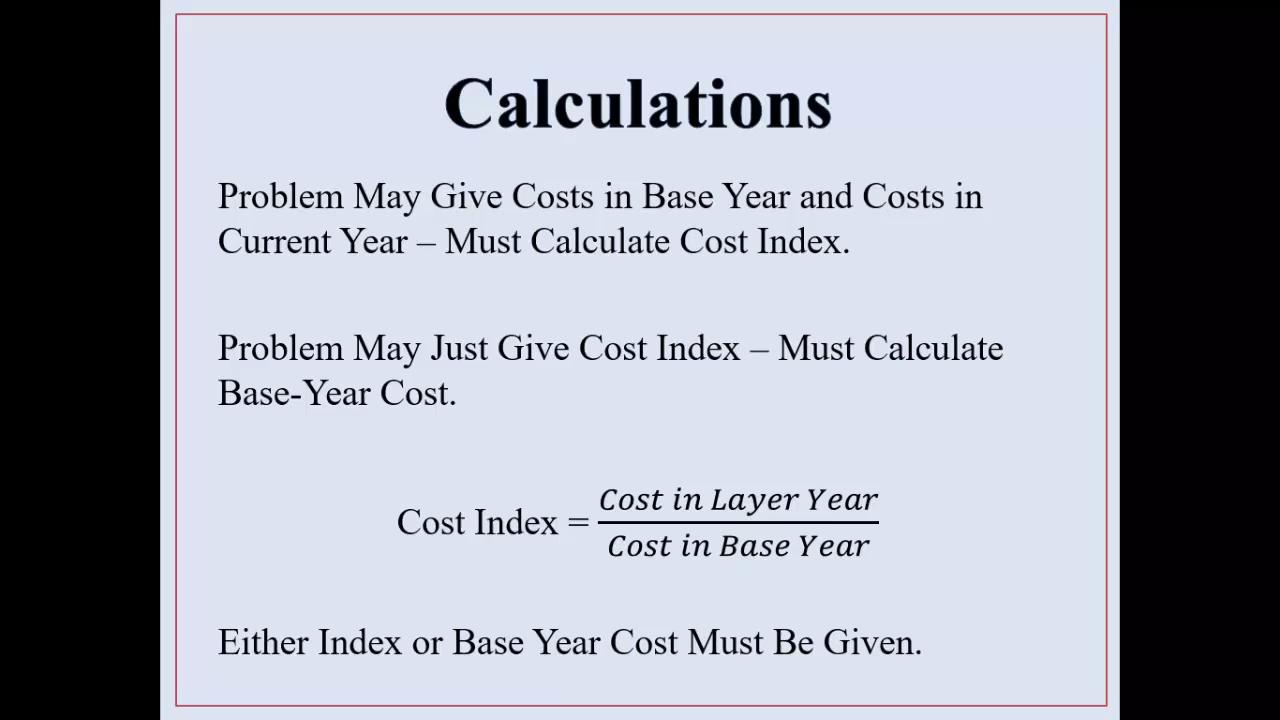 Calculations
Problem May Give Costs in Base Year and Costs in
Current Year – Must Calculate Cost Index.
Problem May Just Give Cost Index – Must Calculate
Base-Year Cost.
Cost Index = Cost in Layer Year / Cost in Base Year
Either Index or Base Year Cost Must Be Given.